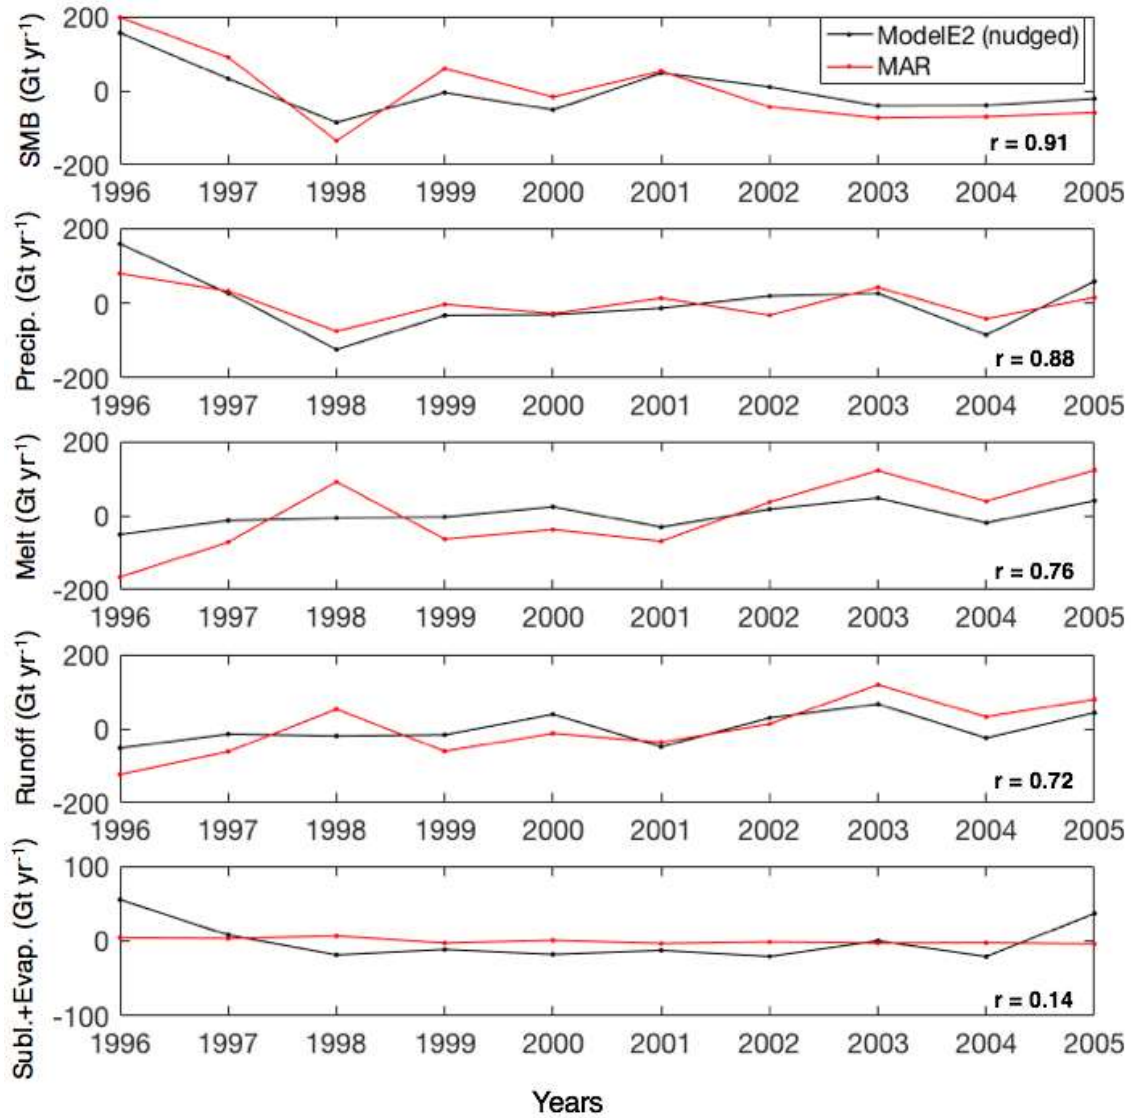 SMB (Gt yr-1)
200
0
-200
ModelE2 (nudged)
MAR
r = 0.91
1996 1997 1998 1999 2000 2001 2002 2003 2004 2005
Precip. (Gt yr-1)
200
0
-200
r = 0.88
1996 1997 1998 1999 2000 2001 2002 2003 2004 2005
Melt (Gt yr-1)
200
0
-200
r = 0.76
1996 1997 1998 1999 2000 2001 2002 2003 2004 2005
Runoff (Gt yr-1)
200
0
-200
r = 0.72
1996 1997 1998 1999 2000 2001 2002 2003 2004 2005
Subl.+Evap. (Gt yr-1)
100
0
-100
r = 0.14
1996 1997 1998 1999 2000 2001 2002 2003 2004 2005
Years